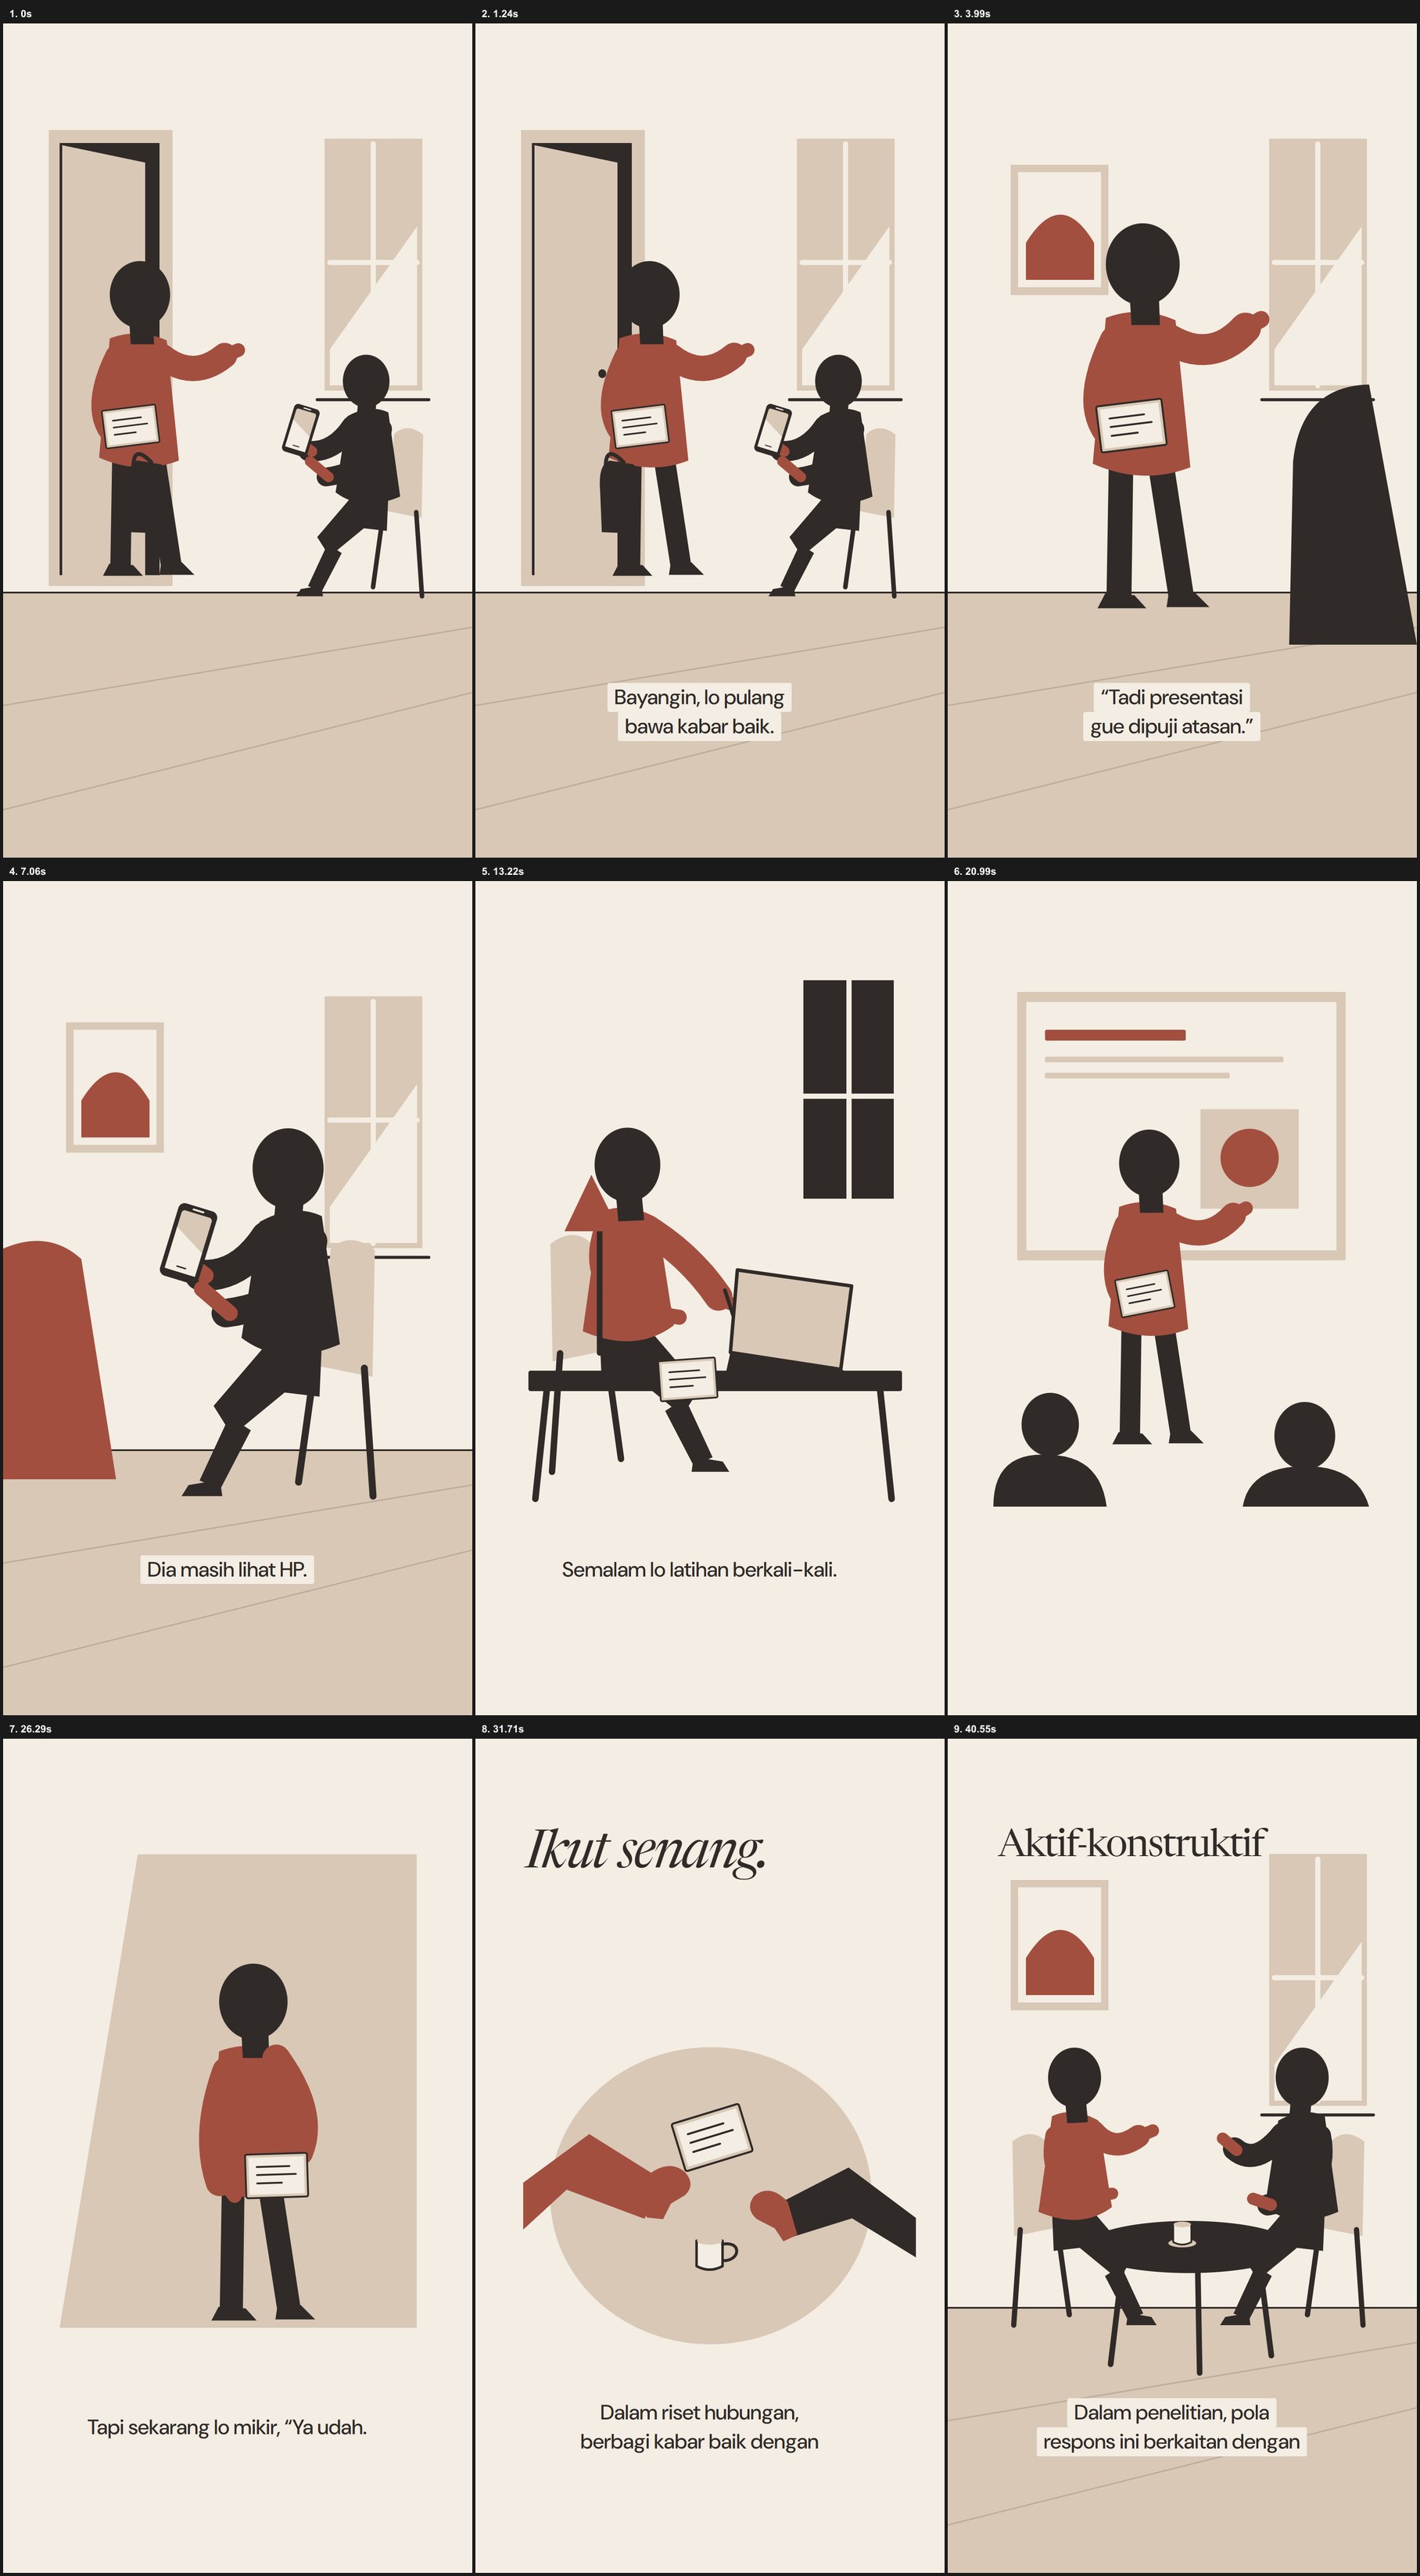 1. 0s
2. 1.24s
3. 3.99s
Bayangin, lo pulang
bawa kabar baik.
“Tadi presentasi
gue dipuji atasan.”
4. 7.06s
5. 13.22s
6. 20.99s
Dia masih lihat HP.
Semalam lo latihan berkali-kali.
7. 26.29s
8. 31.71s
9. 40.55s
Tapi sekarang lo mikir, “Ya udah.
Ikut senang.
Dalam riset hubungan,
berbagi kabar baik dengan
Aktif-konstruktif
Dalam penelitian, pola
respons ini berkaitan dengan